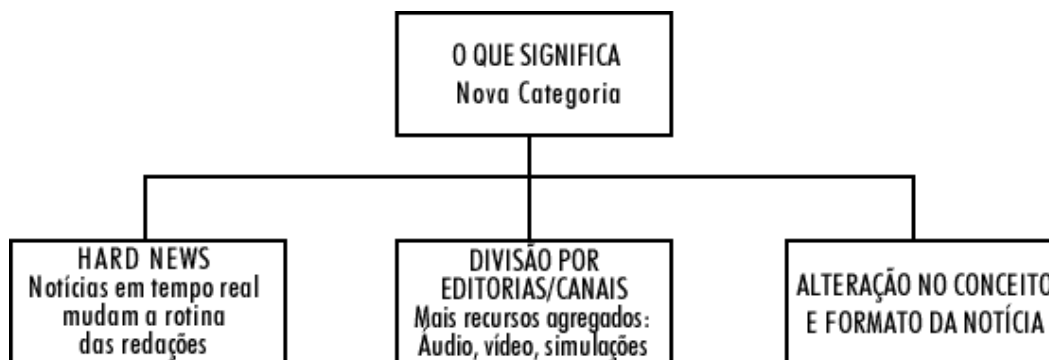 O QUE SIGNIFICA
Nova Categoria
HARD NEWS
Notícias em tempo real
mudam a rotina
das redações
DIVISÃO POR
EDITORIAS/CANAIS
Mais recursos agregados:
Áudio, vídeo, simulações
ALTERAÇÃO NO CONCEITO
E FORMATO DA NOTÍCIA